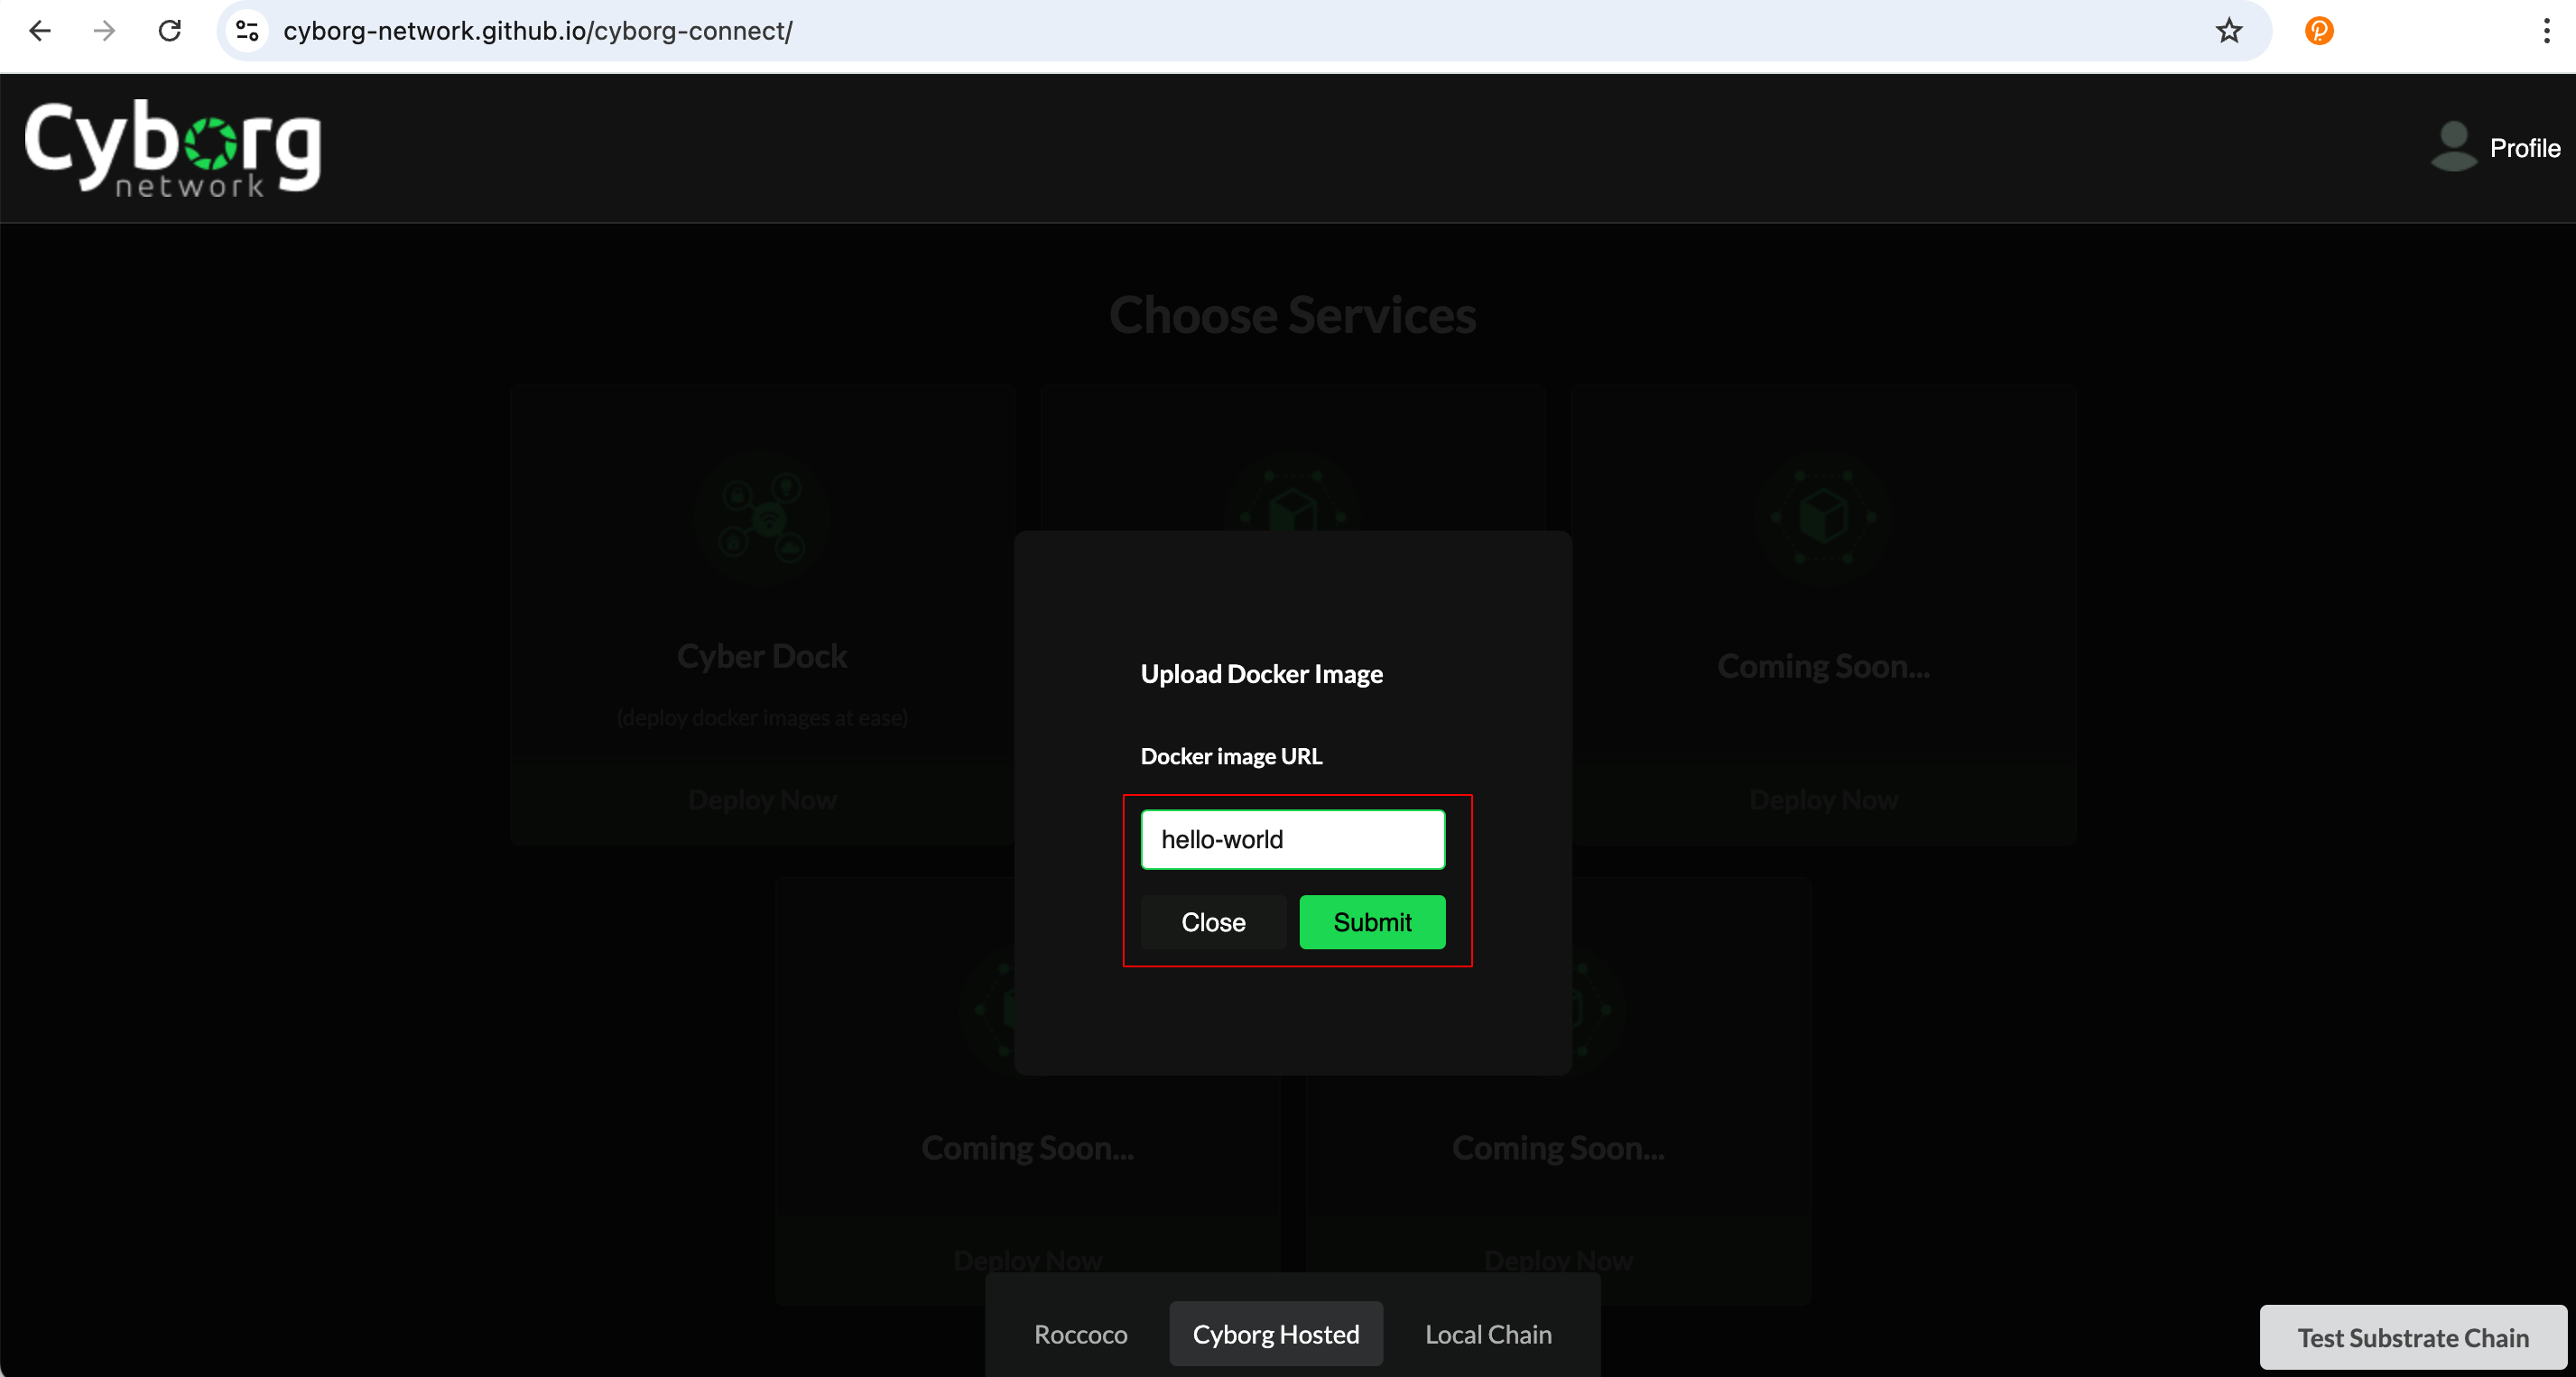 cyborg-network.github.io/cyborg-connect/
Cyborg
network
Profile
Choose Services
Cyber Dock
(deploy docker images at ease)
Deploy Now
Coming Soon...
Deploy Now
Upload Docker Image
Docker image URL
hello-world
Close
Submit
Coming Soon...
Deploy Now
Coming Soon...
Deploy Now
Roccoco
Cyborg Hosted
Local Chain
Test Substrate Chain